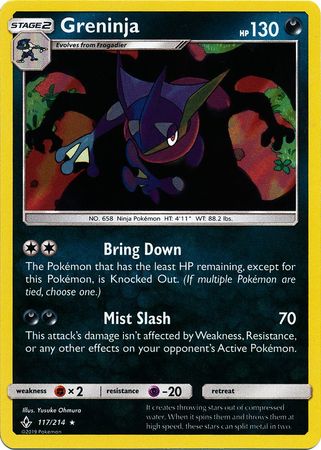 STAGE2 Greninja HP 130
Evolves from Frogadier
NO. 658 Ninja Pokémon HT: 4'11" WT: 88.2 lbs.
Bring Down
The Pokémon that has the least HP remaining, except for
this Pokémon, is Knocked Out. (If multiple Pokémon are
tied, choose one.)
Mist Slash 70
This attack's damage isn't affected by Weakness, Resistance,
or any other effects on your opponent's Active Pokémon.
weakness ×2 resistance -20 retreat
Illus. Yusuke Ohmura
117/214
©2019 Pokémon
It creates throwing stars out of compressed
water. When it spins them and throws them at
high speed, these stars can split metal in two.